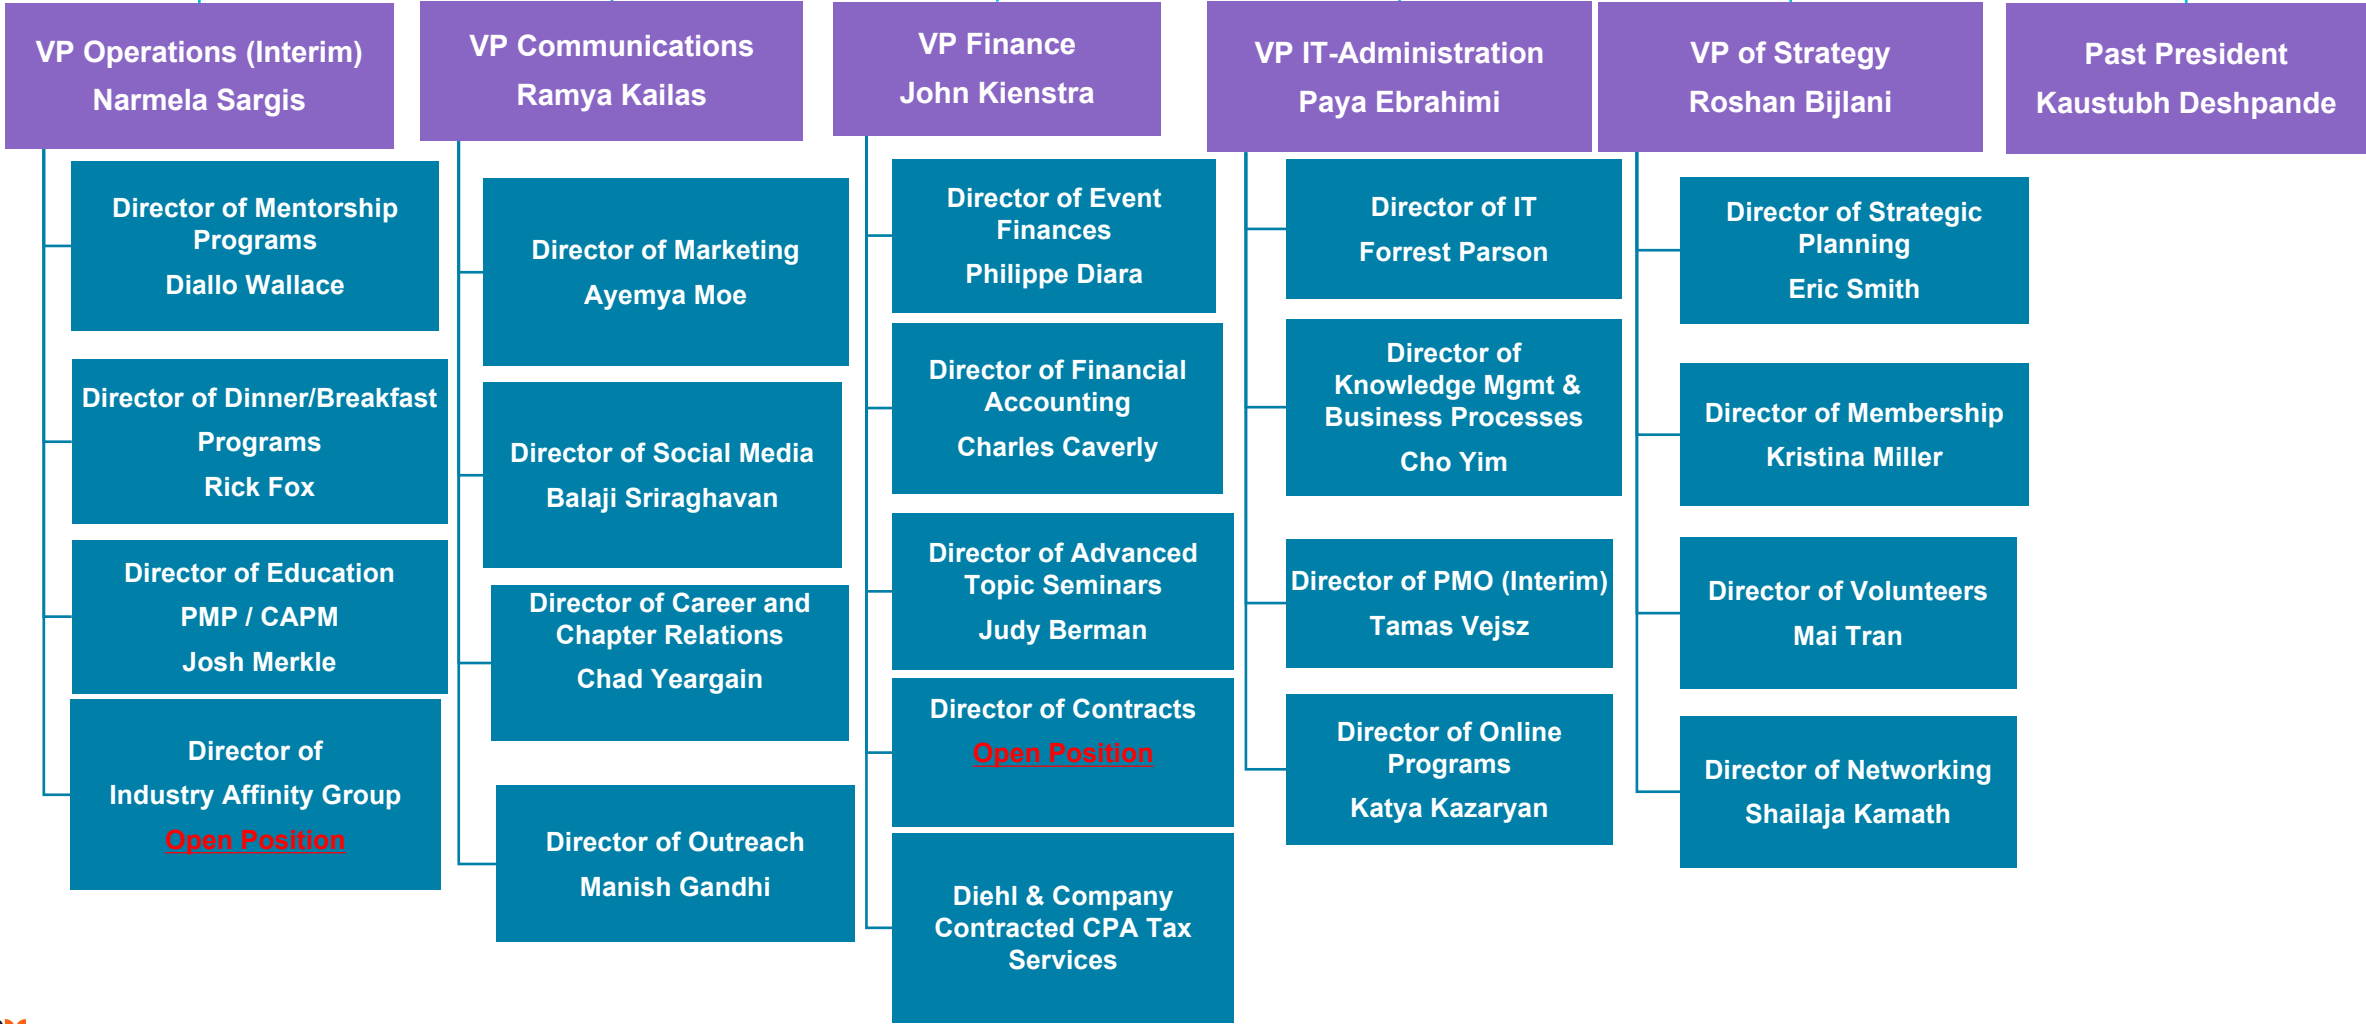 VP Operations (Interim)
Narmela Sargis
Director of Mentorship
Programs
Diallo Wallace
Director of Dinner/Breakfast
Programs
Rick Fox
Director of Education
PMP / CAPM
Josh Merkle
Director of
Industry Affinity Group
Open Position
VP Communications
Ramya Kailas
Director of Marketing
Ayemya Moe
Director of Social Media
Balaji Sriraghavan
Director of Career and
Chapter Relations
Chad Yeargain
Director of Outreach
Manish Gandhi
VP Finance
John Kienstra
Director of Event
Finances
Philippe Diara
Director of Financial
Accounting
Charles Caverly
Director of Advanced
Topic Seminars
Judy Berman
Director of Contracts
Open Position
Diehl & Company
Contracted CPA Tax
Services
VP IT-Administration
Paya Ebrahimi
Director of IT
Forrest Parson
Director of
Knowledge Mgmt &
Business Processes
Cho Yim
Director of PMO (Interim)
Tamas Vejsz
Director of Online
Programs
Katya Kazaryan
VP of Strategy
Roshan Bijlani
Director of Strategic
Planning
Eric Smith
Director of Membership
Kristina Miller
Director of Volunteers
Mai Tran
Director of Networking
Shailaja Kamath
Past President
Kaustubh Deshpande